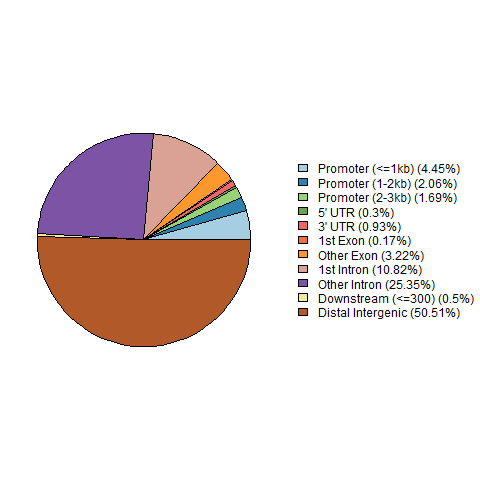 Promoter (<=1kb) (4.45%)
Promoter (1-2kb) (2.06%)
Promoter (2-3kb) (1.69%)
5' UTR (0.3%)
3' UTR (0.93%)
1st Exon (0.17%)
Other Exon (3.22%)
1st Intron (10.82%)
Other Intron (25.35%)
Downstream (<=300) (0.5%)
Distal Intergenic (50.51%)